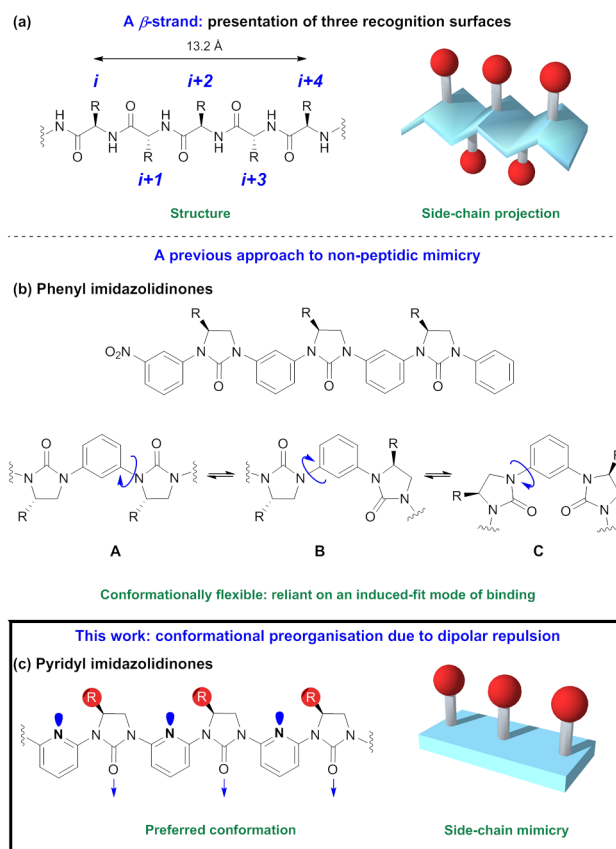 (a) A β-strand: presentation of three recognition surfaces
13.2 Å
i i+2 i+4
R O R O R
N H N H N H N H N H
O R O R O
i+1 i+3
Structure Side-chain projection
A previous approach to non-peptidic mimicry
(b) Phenyl imidazolidinones
R R R
O2N N N N N N N
O O O
O O R R
N N N N N N N N N N N N
R R R O R O O
A B C
Conformationally flexible: reliant on an induced-fit mode of binding
This work: conformational preorganisation due to dipolar repulsion
(c) Pyridyl imidazolidinones
R R R
N N N N N N N N N
O O O
Preferred conformation Side-chain mimicry